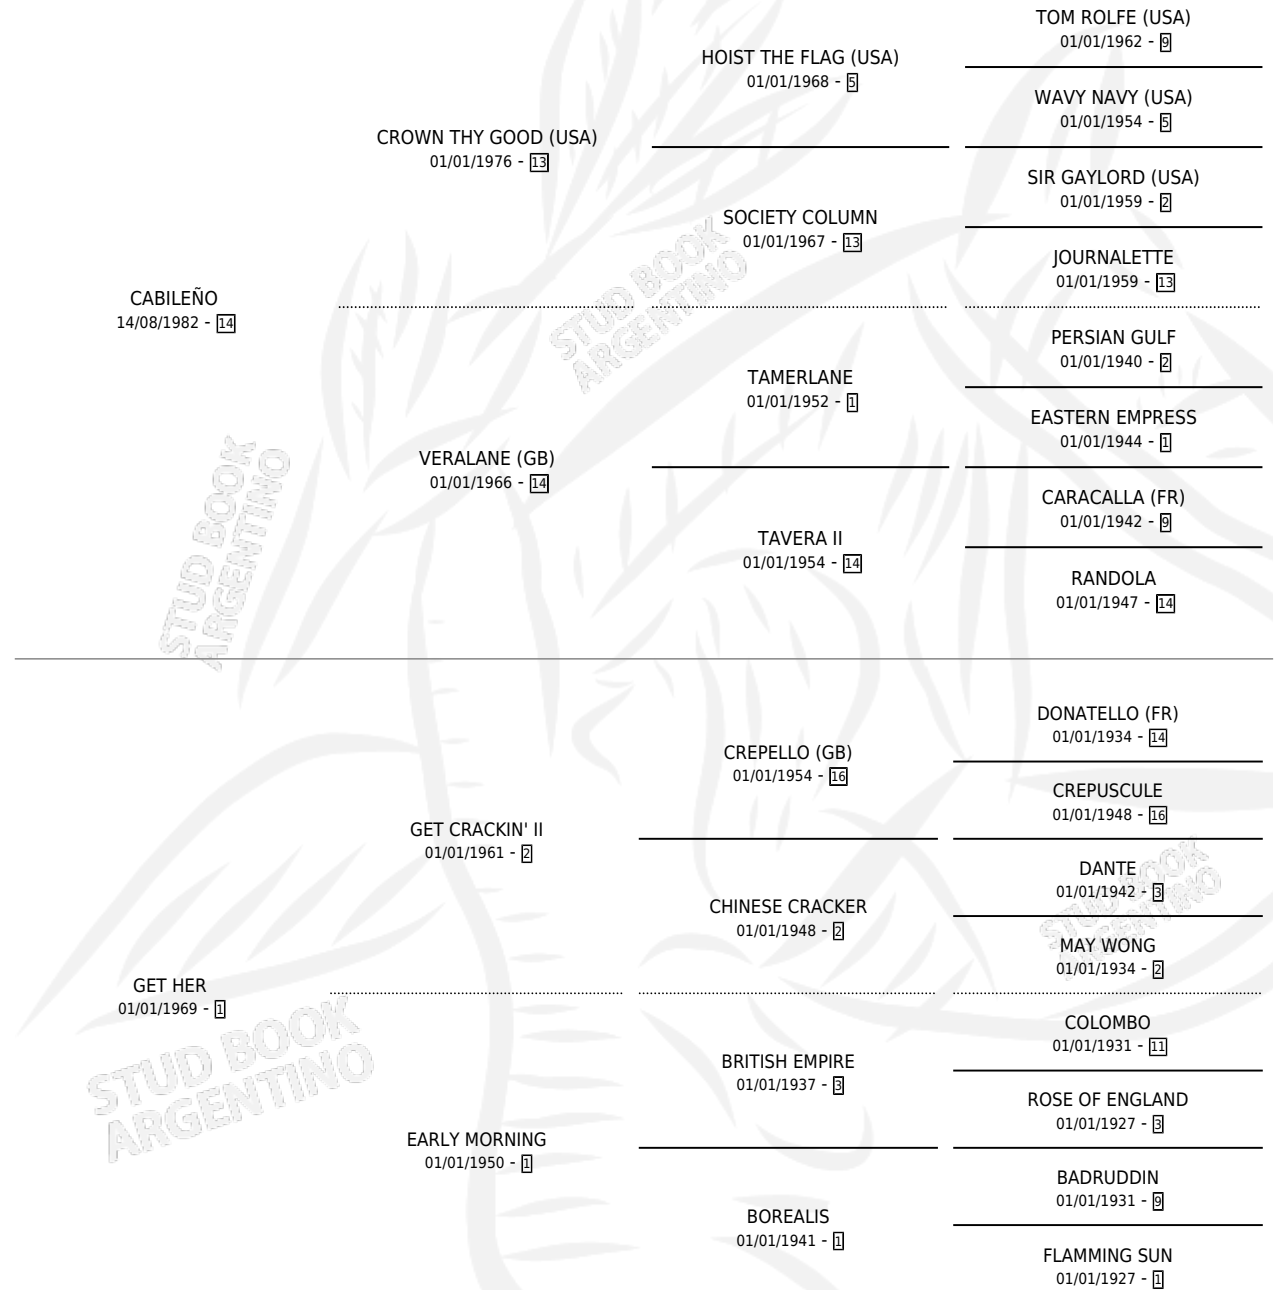 TOM ROLFE (USA)
01/01/1962 - 9
HOIST THE FLAG (USA)
01/01/1968 - 5
WAVY NAVY (USA)
01/01/1954 - 5
CROWN THY GOOD (USA)
01/01/1976 - 13
SIR GAYLORD (USA)
01/01/1959 - 2
SOCIETY COLUMN
01/01/1967 - 13
JOURNALETTE
01/01/1959 - 13
CABILEÑO
14/08/1982 - 14
STUD BOOK
ARGENTINO
PERSIAN GULF
01/01/1940 - 2
TAMERLANE
01/01/1952 - 1
EASTERN EMPRESS
01/01/1944 - 1
VERALANE (GB)
01/01/1966 - 14
CARACALLA (FR)
01/01/1942 - 9
TAVERA II
01/01/1954 - 14
RANDOLA
01/01/1947 - 14
STUD BOOK
ARGENTINO
DONATELLO (FR)
01/01/1934 - 14
CREPELLO (GB)
01/01/1954 - 16
CREPUSCULE
01/01/1948 - 16
GET CRACKIN' II
01/01/1961 - 2
DANTE
01/01/1942 - 3
CHINESE CRACKER
01/01/1948 - 2
MAY WONG
01/01/1934 - 2
STUD BOOK
ARGENTINO
GET HER
01/01/1969 - 1
COLOMBO
01/01/1931 - 11
BRITISH EMPIRE
01/01/1937 - 3
ROSE OF ENGLAND
01/01/1927 - 3
EARLY MORNING
01/01/1950 - 1
BADRUDDIN
01/01/1931 - 9
BOREALIS
01/01/1941 - 1
FLAMMING SUN
01/01/1927 - 1
STUD BOOK
ARGENTINO